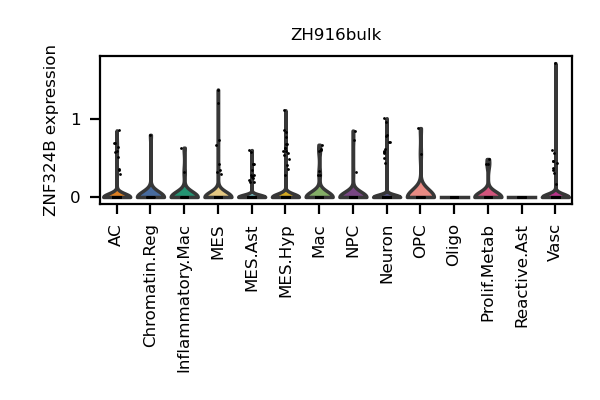 ZH916bulk
ZNF324B expression
1
0
AC
Chromatin.Reg
Inflammatory.Mac
MES
MES.Ast
MES.Hyp
Mac
NPC
Neuron
OPC
Oligo
Prolif.Metab
Reactive.Ast
Vasc